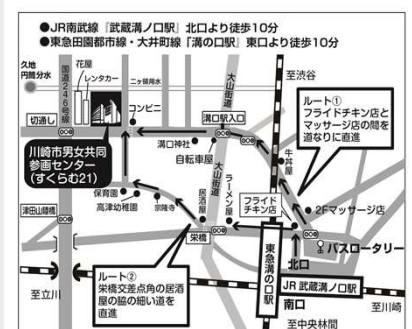 ●JR南武線『武蔵溝ノ口駅』北口より徒歩10分
●東急田園都市線・大井町線「溝の口駅」東口より徒歩10分
久地
円筒分水
国道246号線
花屋
レンタカー
二ヶ領用水
コンビニ
大山街道
至渋谷
切通し
溝口駅入口
溝口神社
自転車屋
ルート①
フライドチキン店と
マッサージ店の間を
道なりに直進
川崎市男女共同
参画センター
(すくらむ21)
牛丼屋
保育園
高津幼稚園
宗隆寺
居酒屋
大山街道
ラーメン屋
フライド
チキン店
2Fマッサージ店
津田山陸橋
栄橋
バスロータリー
北口
東急溝の口駅
JR 武蔵溝ノ口駅
南口
ルート②
栄橋交差点角の居酒
屋の脇の細い道を
直進
至立川
至川崎
至中央林間